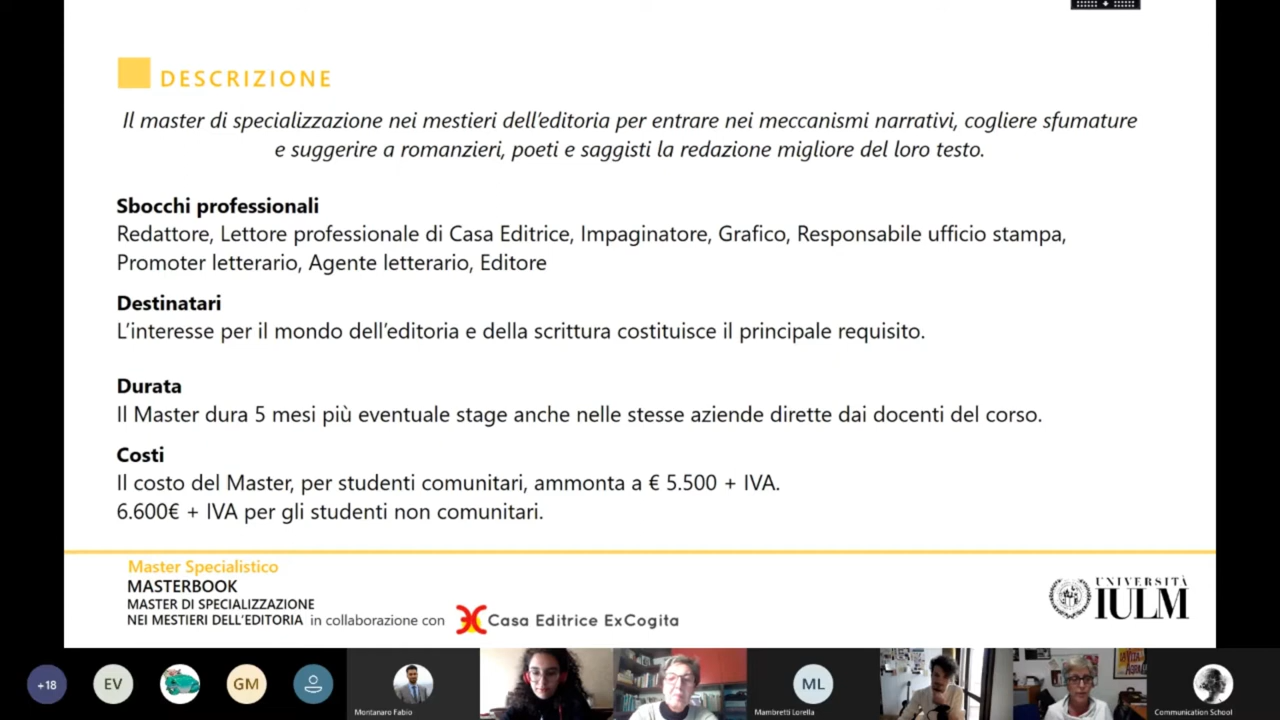 DESCRIZIONE
Il master di specializzazione nei mestieri dell'editoria per entrare nei meccanismi narrativi, cogliere sfumature
e suggerire a romanzieri, poeti e saggisti la redazione migliore del loro testo.
Sbocchi professionali
Redattore, Lettore professionale di Casa Editrice, Impaginatore, Grafico, Responsabile ufficio stampa,
Promoter letterario, Agente letterario, Editore
Destinatari
L'interesse per il mondo dell'editoria e della scrittura costituisce il principale requisito.
Durata
Il Master dura 5 mesi più eventuale stage anche nelle stesse aziende dirette dai docenti del corso.
Costi
Il costo del Master, per studenti comunitari, ammonta a € 5.500 + IVA.
6.600€ + IVA per gli studenti non comunitari.
Master Specialistico
MASTERBOOK
MASTER DI SPECIALIZZAZIONE
NEI MESTIERI DELL'EDITORIA in collaborazione con Casa Editrice ExCogita
UNIVERSITÀ
IULM
+18
EV
GM
Montanaro Fabio
ML
Mambretti Lorella
Communication School